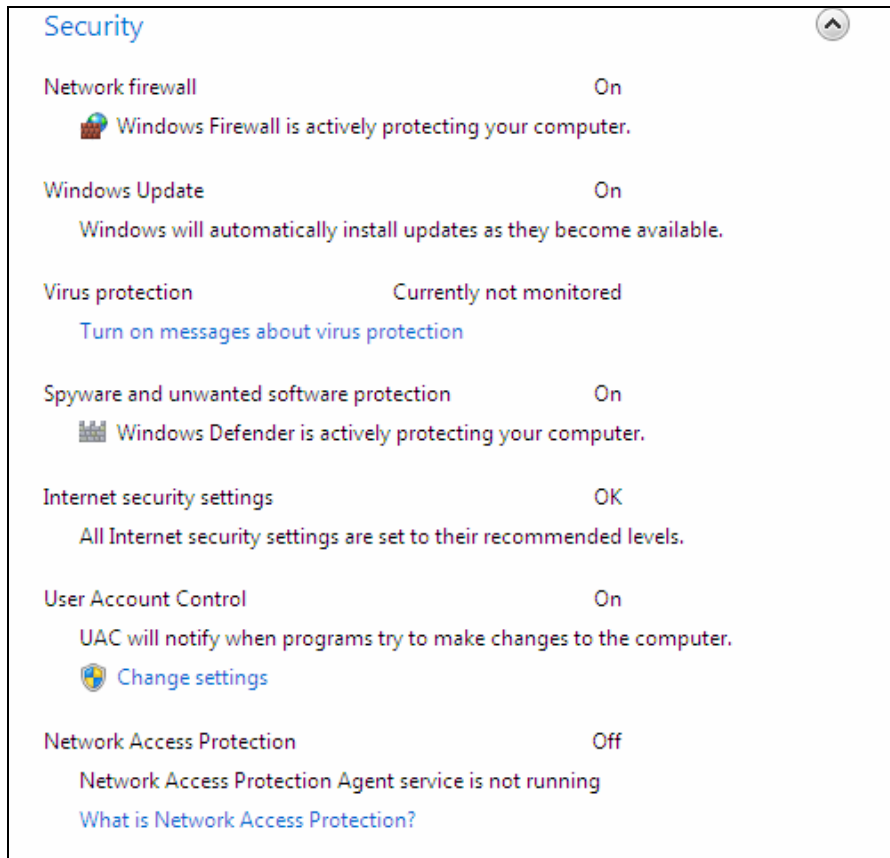 Security
Network firewall On
Windows Firewall is actively protecting your computer.
Windows Update On
Windows will automatically install updates as they become available.
Virus protection Currently not monitored
Turn on messages about virus protection
Spyware and unwanted software protection On
Windows Defender is actively protecting your computer.
Internet security settings OK
All Internet security settings are set to their recommended levels.
User Account Control On
UAC will notify when programs try to make changes to the computer.
Change settings
Network Access Protection Off
Network Access Protection Agent service is not running
What is Network Access Protection?